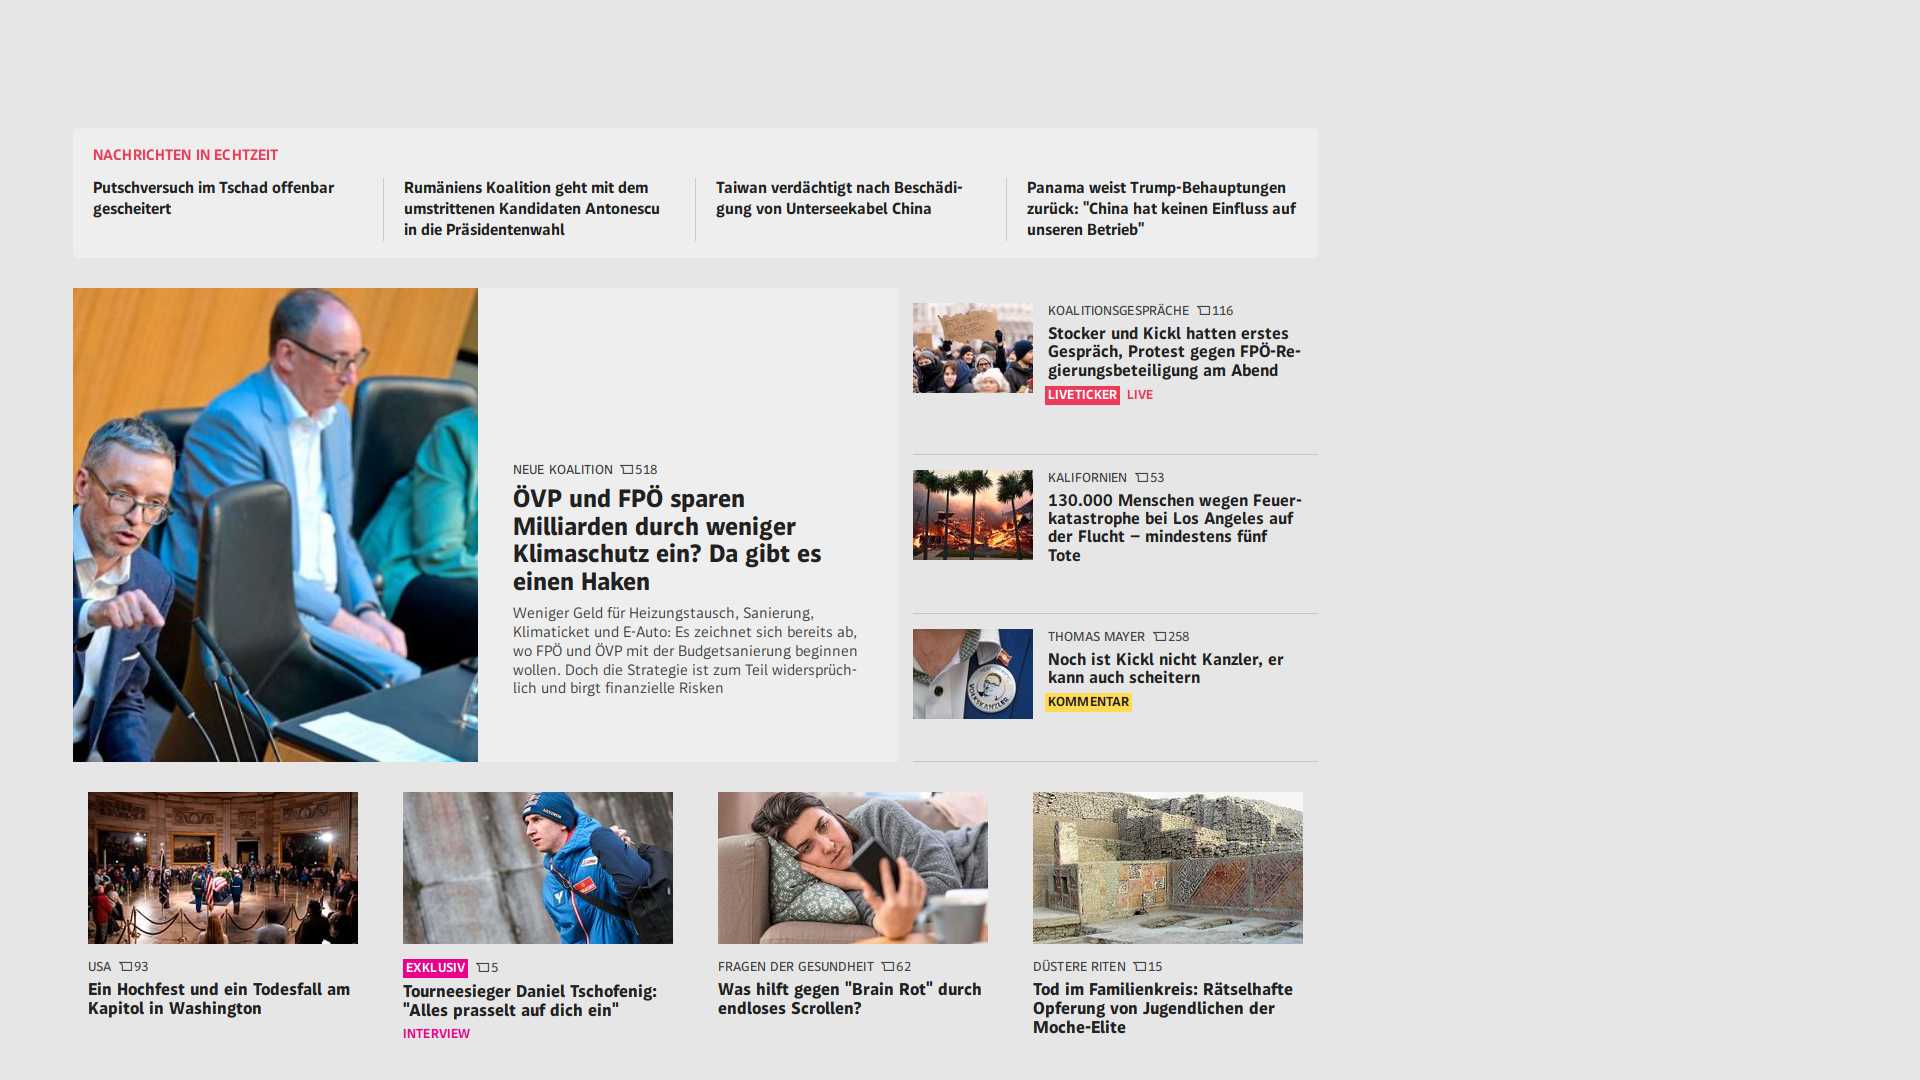 NACHRICHTEN IN ECHTZEIT
Putschversuch im Tschad offenbar
gescheitert
Rumäniens Koalition geht mit dem
umstrittenen Kandidaten Antonescu
in die Präsidentenwahl
Taiwan verdächtigt nach Beschädi-
gung von Unterseekabel China
Panama weist Trump-Behauptungen
zurück: "China hat keinen Einfluss auf
unseren Betrieb"
NEUE KOALITION 518
ÖVP und FPÖ sparen
Milliarden durch weniger
Klimaschutz ein? Da gibt es
einen Haken
Weniger Geld für Heizungstausch, Sanierung,
Klimaticket und E-Auto: Es zeichnet sich bereits ab,
wo FPÖ und ÖVP mit der Budgetsanierung beginnen
wollen. Doch die Strategie ist zum Teil widersprüch-
lich und birgt finanzielle Risken
KOALITIONSGESPRÄCHE 116
Stocker und Kickl hatten erstes
Gespräch, Protest gegen FPÖ-Re-
gierungsbeteiligung am Abend
LIVETICKER LIVE
KALIFORNIEN 53
130.000 Menschen wegen Feuer-
katastrophe bei Los Angeles auf
der Flucht – mindestens fünf
Tote
THOMAS MAYER 258
Noch ist Kickl nicht Kanzler, er
kann auch scheitern
KOMMENTAR
VOLKSKANZLER
USA 93
Ein Hochfest und ein Todesfall am
Kapitol in Washington
EXKLUSIV 5
Tourneesieger Daniel Tschofenig:
"Alles prasselt auf dich ein"
INTERVIEW
FRAGEN DER GESUNDHEIT 62
Was hilft gegen "Brain Rot" durch
endloses Scrollen?
DÜSTERE RITEN 15
Tod im Familienkreis: Rätselhafte
Opferung von Jugendlichen der
Moche-Elite